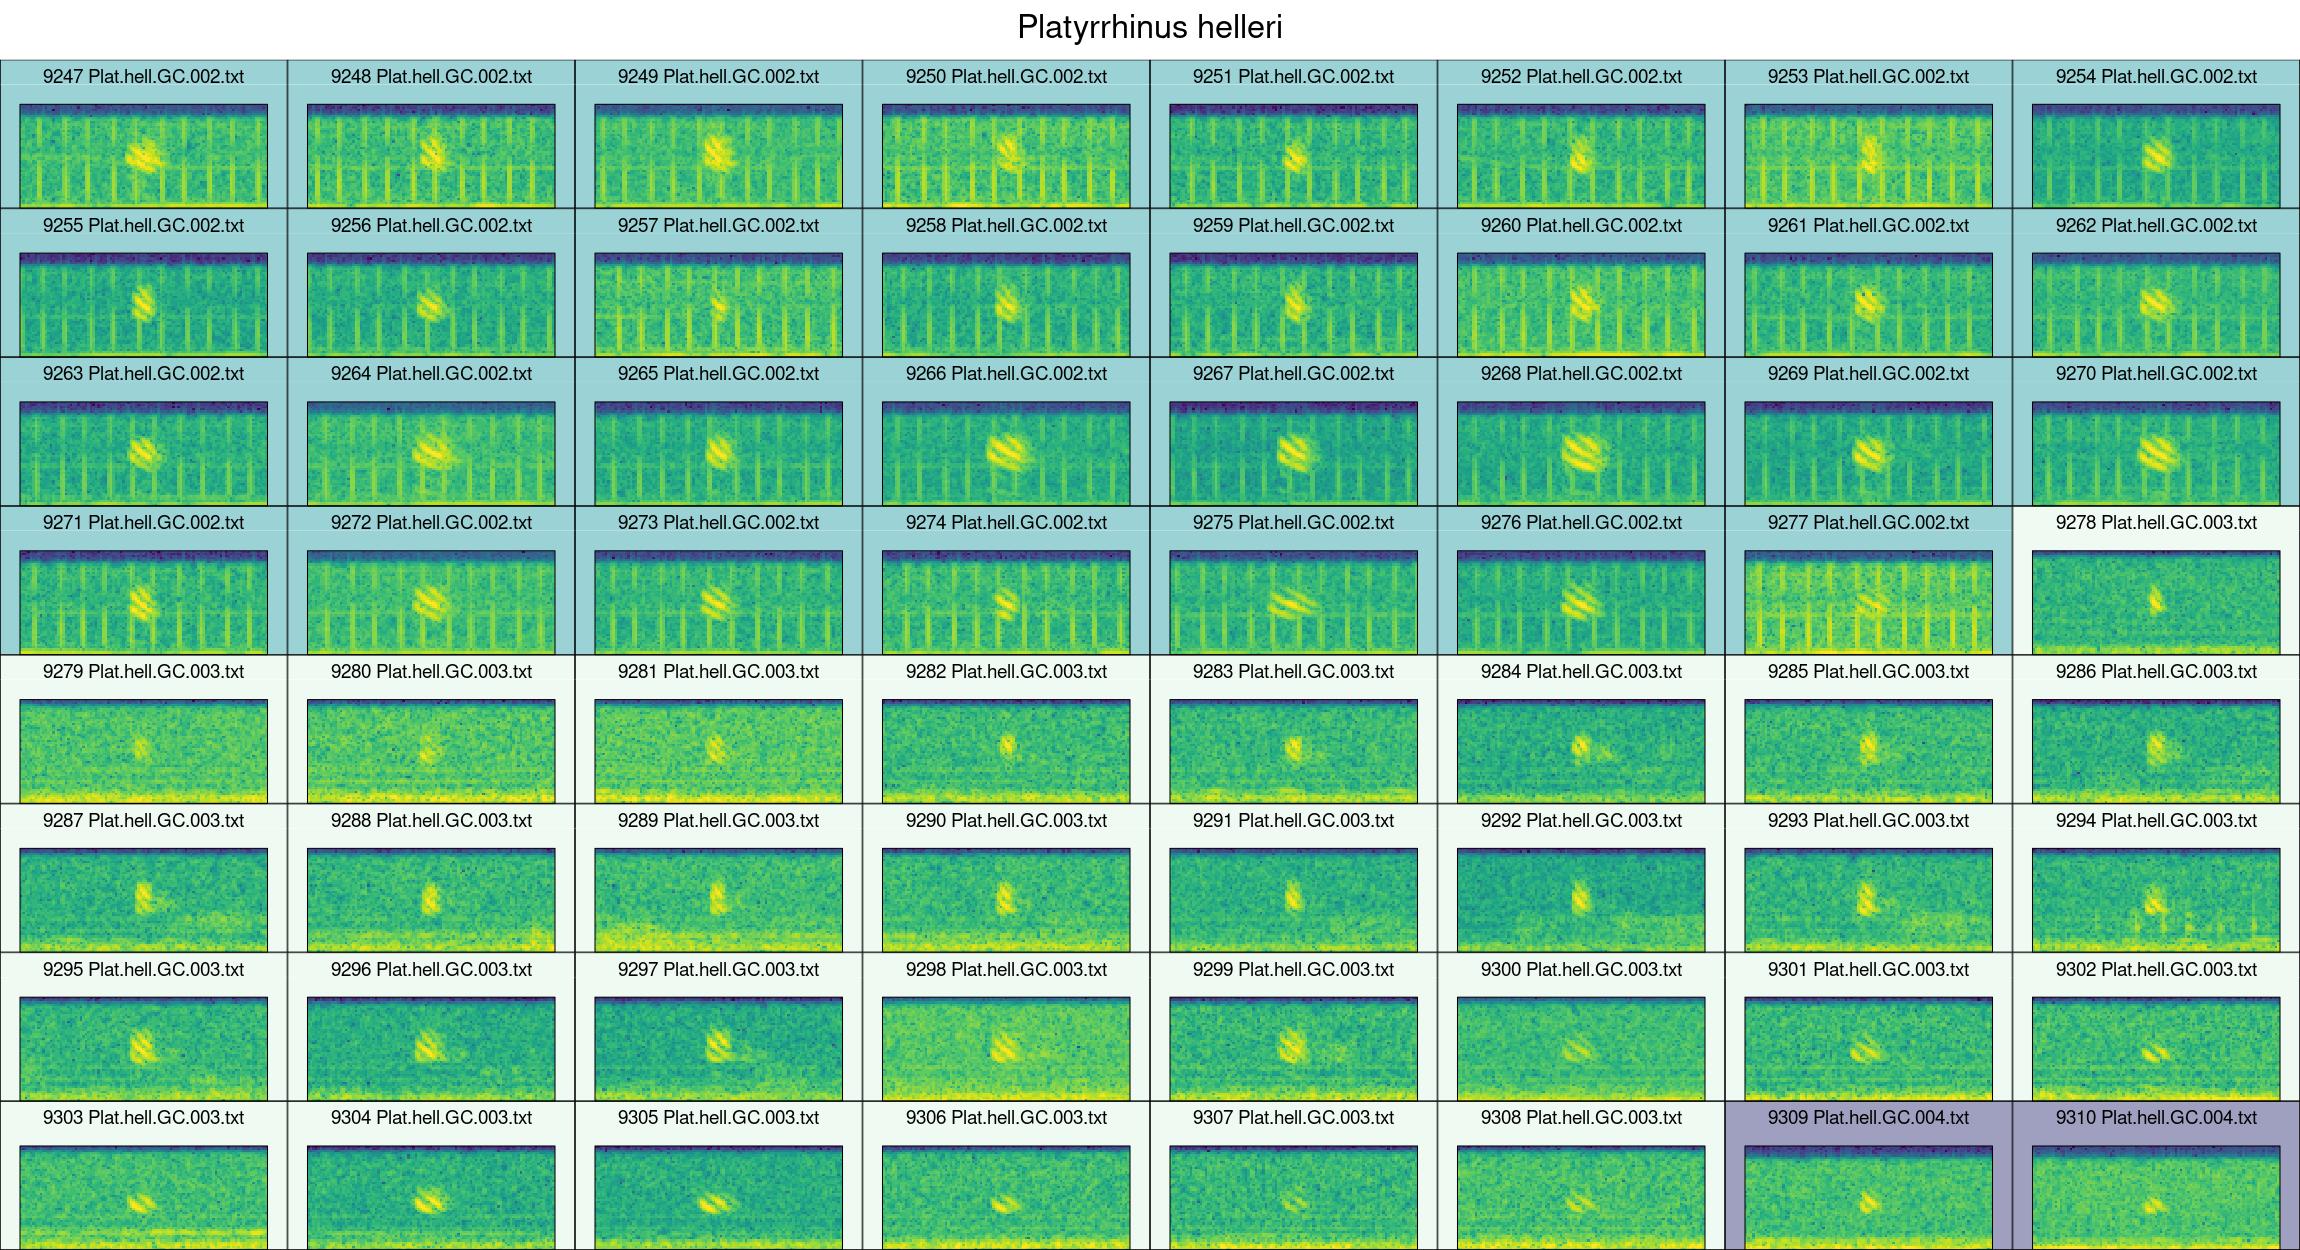 Platyrrhinus helleri
9247 Plat.hell.GC.002.txt
9248 Plat.hell.GC.002.txt
9249 Plat.hell.GC.002.txt
9250 Plat.hell.GC.002.txt
9251 Plat.hell.GC.002.txt
9252 Plat.hell.GC.002.txt
9253 Plat.hell.GC.002.txt
9254 Plat.hell.GC.002.txt
9255 Plat.hell.GC.002.txt
9256 Plat.hell.GC.002.txt
9257 Plat.hell.GC.002.txt
9258 Plat.hell.GC.002.txt
9259 Plat.hell.GC.002.txt
9260 Plat.hell.GC.002.txt
9261 Plat.hell.GC.002.txt
9262 Plat.hell.GC.002.txt
9263 Plat.hell.GC.002.txt
9264 Plat.hell.GC.002.txt
9265 Plat.hell.GC.002.txt
9266 Plat.hell.GC.002.txt
9267 Plat.hell.GC.002.txt
9268 Plat.hell.GC.002.txt
9269 Plat.hell.GC.002.txt
9270 Plat.hell.GC.002.txt
9271 Plat.hell.GC.002.txt
9272 Plat.hell.GC.002.txt
9273 Plat.hell.GC.002.txt
9274 Plat.hell.GC.002.txt
9275 Plat.hell.GC.002.txt
9276 Plat.hell.GC.002.txt
9277 Plat.hell.GC.002.txt
9278 Plat.hell.GC.003.txt
9279 Plat.hell.GC.003.txt
9280 Plat.hell.GC.003.txt
9281 Plat.hell.GC.003.txt
9282 Plat.hell.GC.003.txt
9283 Plat.hell.GC.003.txt
9284 Plat.hell.GC.003.txt
9285 Plat.hell.GC.003.txt
9286 Plat.hell.GC.003.txt
9287 Plat.hell.GC.003.txt
9288 Plat.hell.GC.003.txt
9289 Plat.hell.GC.003.txt
9290 Plat.hell.GC.003.txt
9291 Plat.hell.GC.003.txt
9292 Plat.hell.GC.003.txt
9293 Plat.hell.GC.003.txt
9294 Plat.hell.GC.003.txt
9295 Plat.hell.GC.003.txt
9296 Plat.hell.GC.003.txt
9297 Plat.hell.GC.003.txt
9298 Plat.hell.GC.003.txt
9299 Plat.hell.GC.003.txt
9300 Plat.hell.GC.003.txt
9301 Plat.hell.GC.003.txt
9302 Plat.hell.GC.003.txt
9303 Plat.hell.GC.003.txt
9304 Plat.hell.GC.003.txt
9305 Plat.hell.GC.003.txt
9306 Plat.hell.GC.003.txt
9307 Plat.hell.GC.003.txt
9308 Plat.hell.GC.003.txt
9309 Plat.hell.GC.004.txt
9310 Plat.hell.GC.004.txt